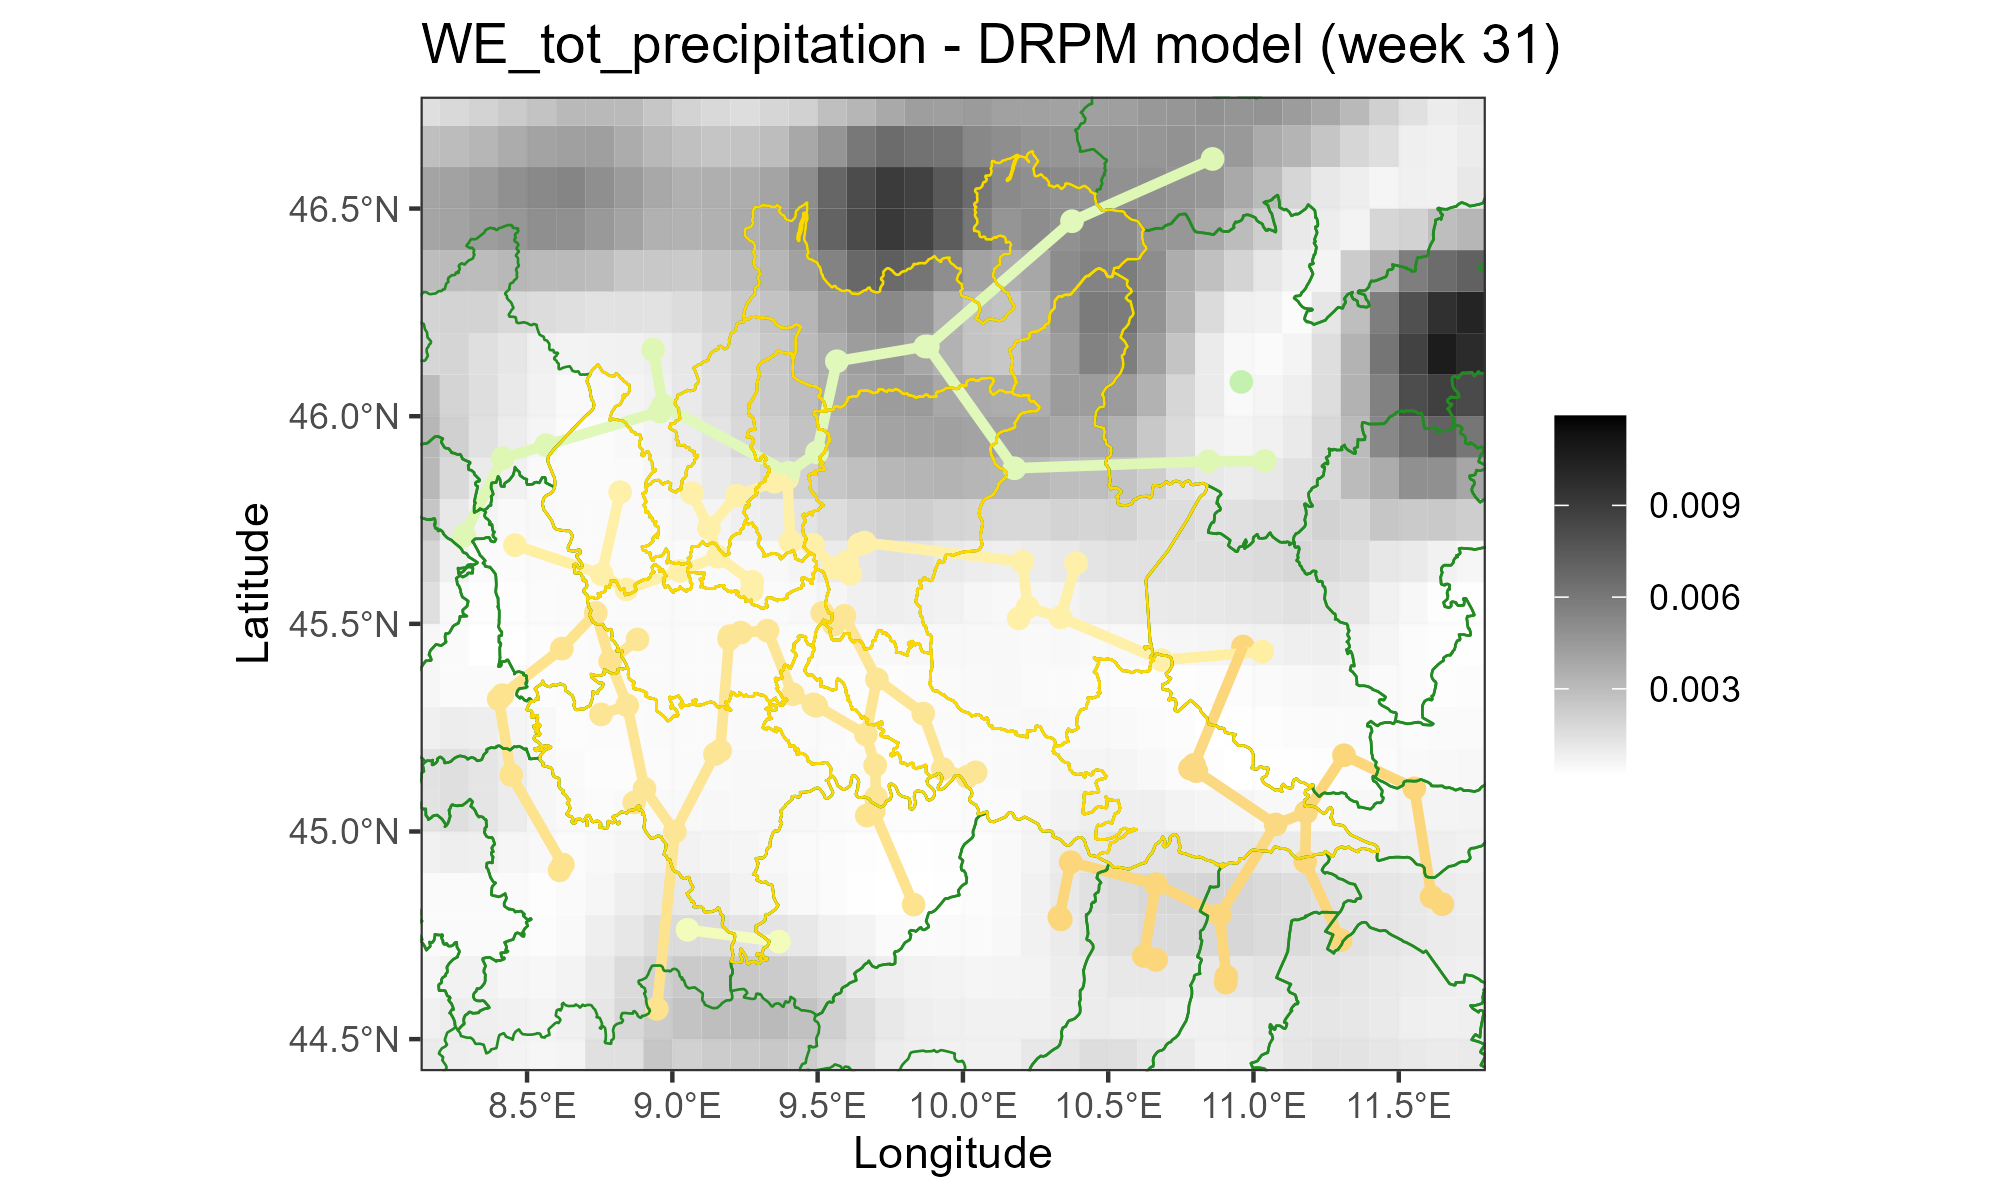 WE_tot_precipitation - DRPM model (week 31)
46.5°N
46.0°N
45.5°N
45.0°N
44.5°N
Latitude
8.5°E
9.0°E
9.5°E
10.0°E
10.5°E
11.0°E
11.5°E
Longitude
0.009
0.006
0.003